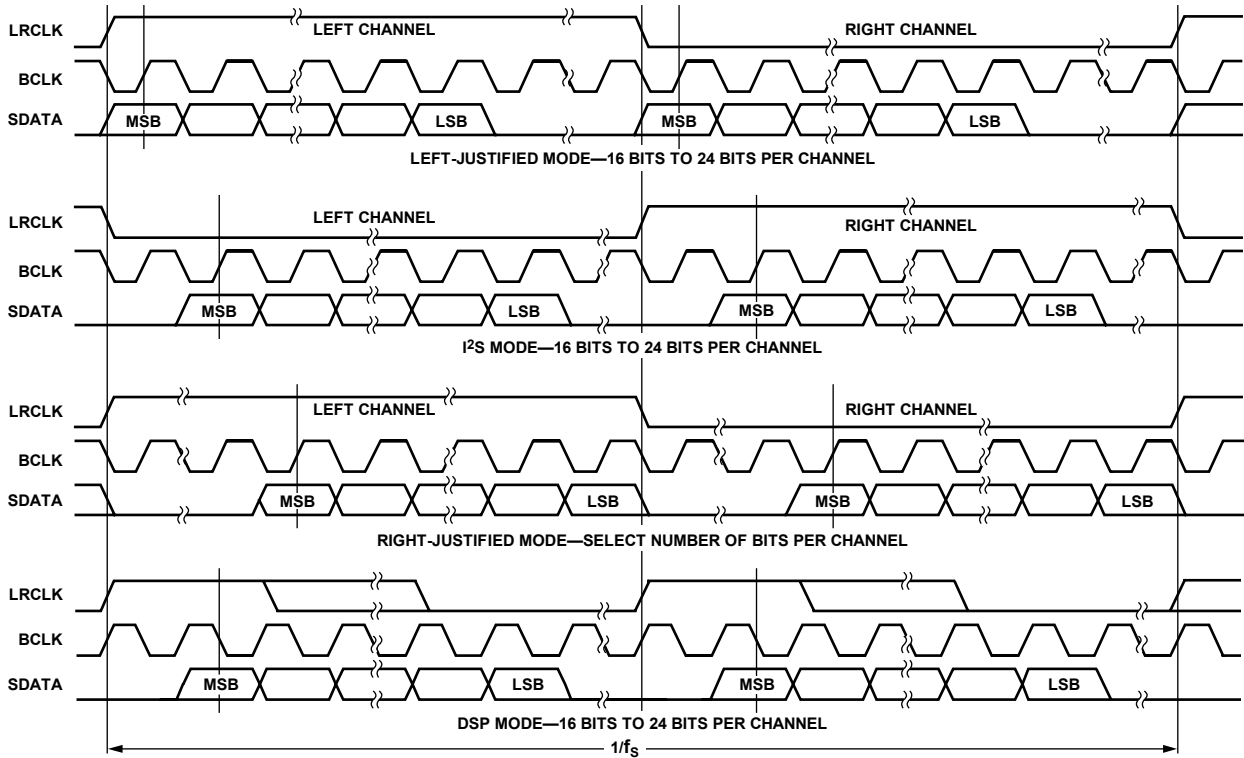 LRCLK
LEFT CHANNEL
RIGHT CHANNEL
BCLK
SDATA
MSB
LSB
MSB
LSB
LEFT-JUSTIFIED MODE—16 BITS TO 24 BITS PER CHANNEL
LRCLK
LEFT CHANNEL
RIGHT CHANNEL
BCLK
SDATA
MSB
LSB
MSB
LSB
I²S MODE—16 BITS TO 24 BITS PER CHANNEL
LRCLK
LEFT CHANNEL
RIGHT CHANNEL
BCLK
SDATA
MSB
LSB
MSB
LSB
RIGHT-JUSTIFIED MODE—SELECT NUMBER OF BITS PER CHANNEL
LRCLK
BCLK
SDATA
MSB
LSB
MSB
LSB
DSP MODE—16 BITS TO 24 BITS PER CHANNEL
1/fS